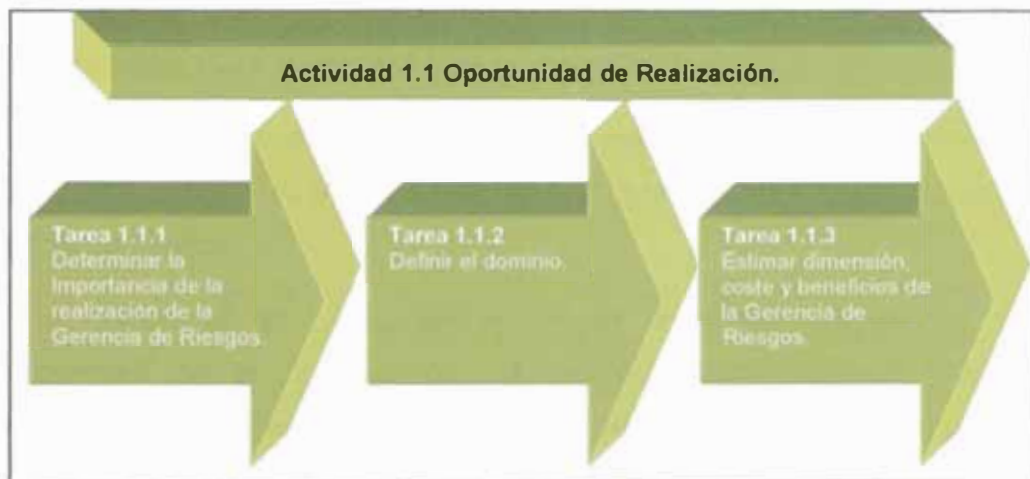 Actividad 1.1 Oportunidad de Realización.
Tarea 1.1.1
Determinar la
Importancia de la
realización de la
Gerencia de Riesgos.
Tarea 1.1.2
Definir el dominio.
Tarea 1.1.3
Estimar dimensión,
coste y beneficios de
la Gerencia de
Riesgos.